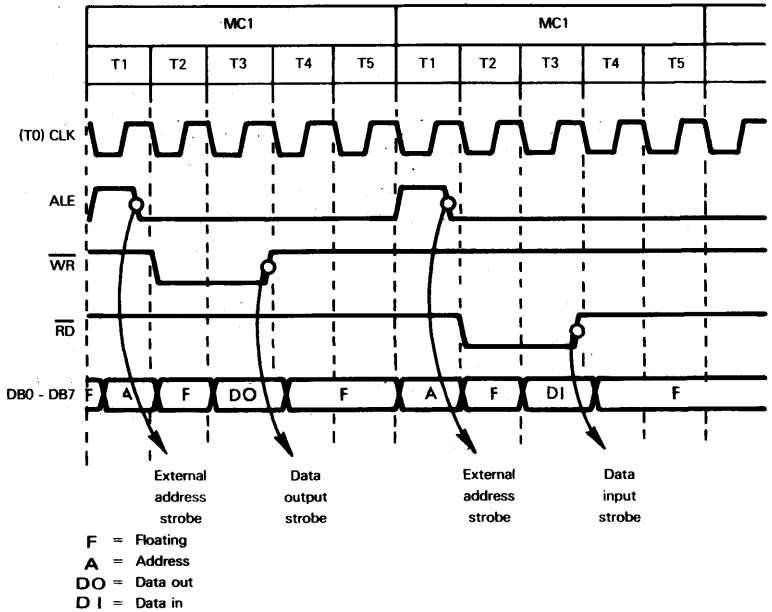 MC1 MC1
T1 T2 T3 T4 T5 T1 T2 T3 T4 T5
(T0) CLK
ALE
WR
RD
DB0 - DB7 F A F DO F A F DI F
External address strobe
Data output strobe
External address strobe
Data input strobe
F = Floating
A = Address
DO = Data out
DI = Data in